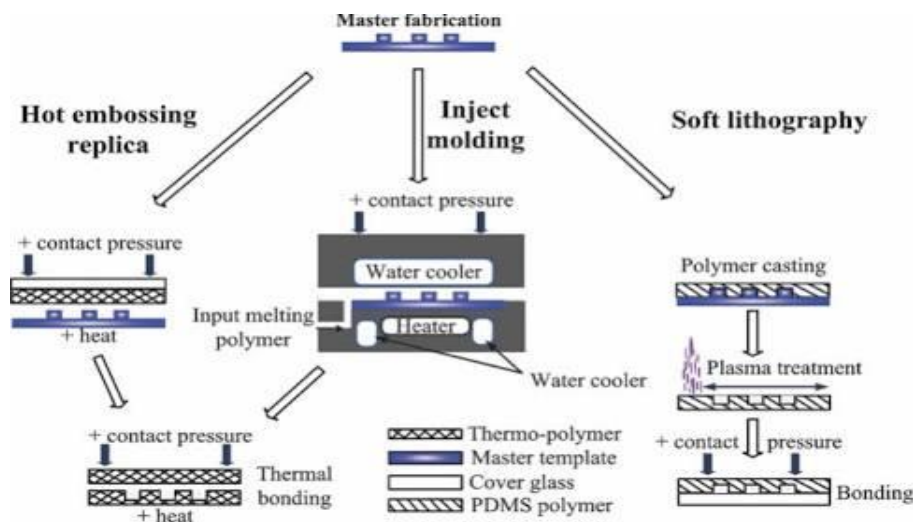 Master fabrication
Hot embossing
replica
Inject
molding
Soft lithography
+ contact pressure
+ heat
+ contact pressure
Water cooler
Input melting
polymer
Heater
Water cooler
Polymer casting
Plasma treatment
+ contact pressure
Bonding
+ contact pressure
Thermal
bonding
+ heat
Thermo-polymer
Master template
Cover glass
PDMS polymer